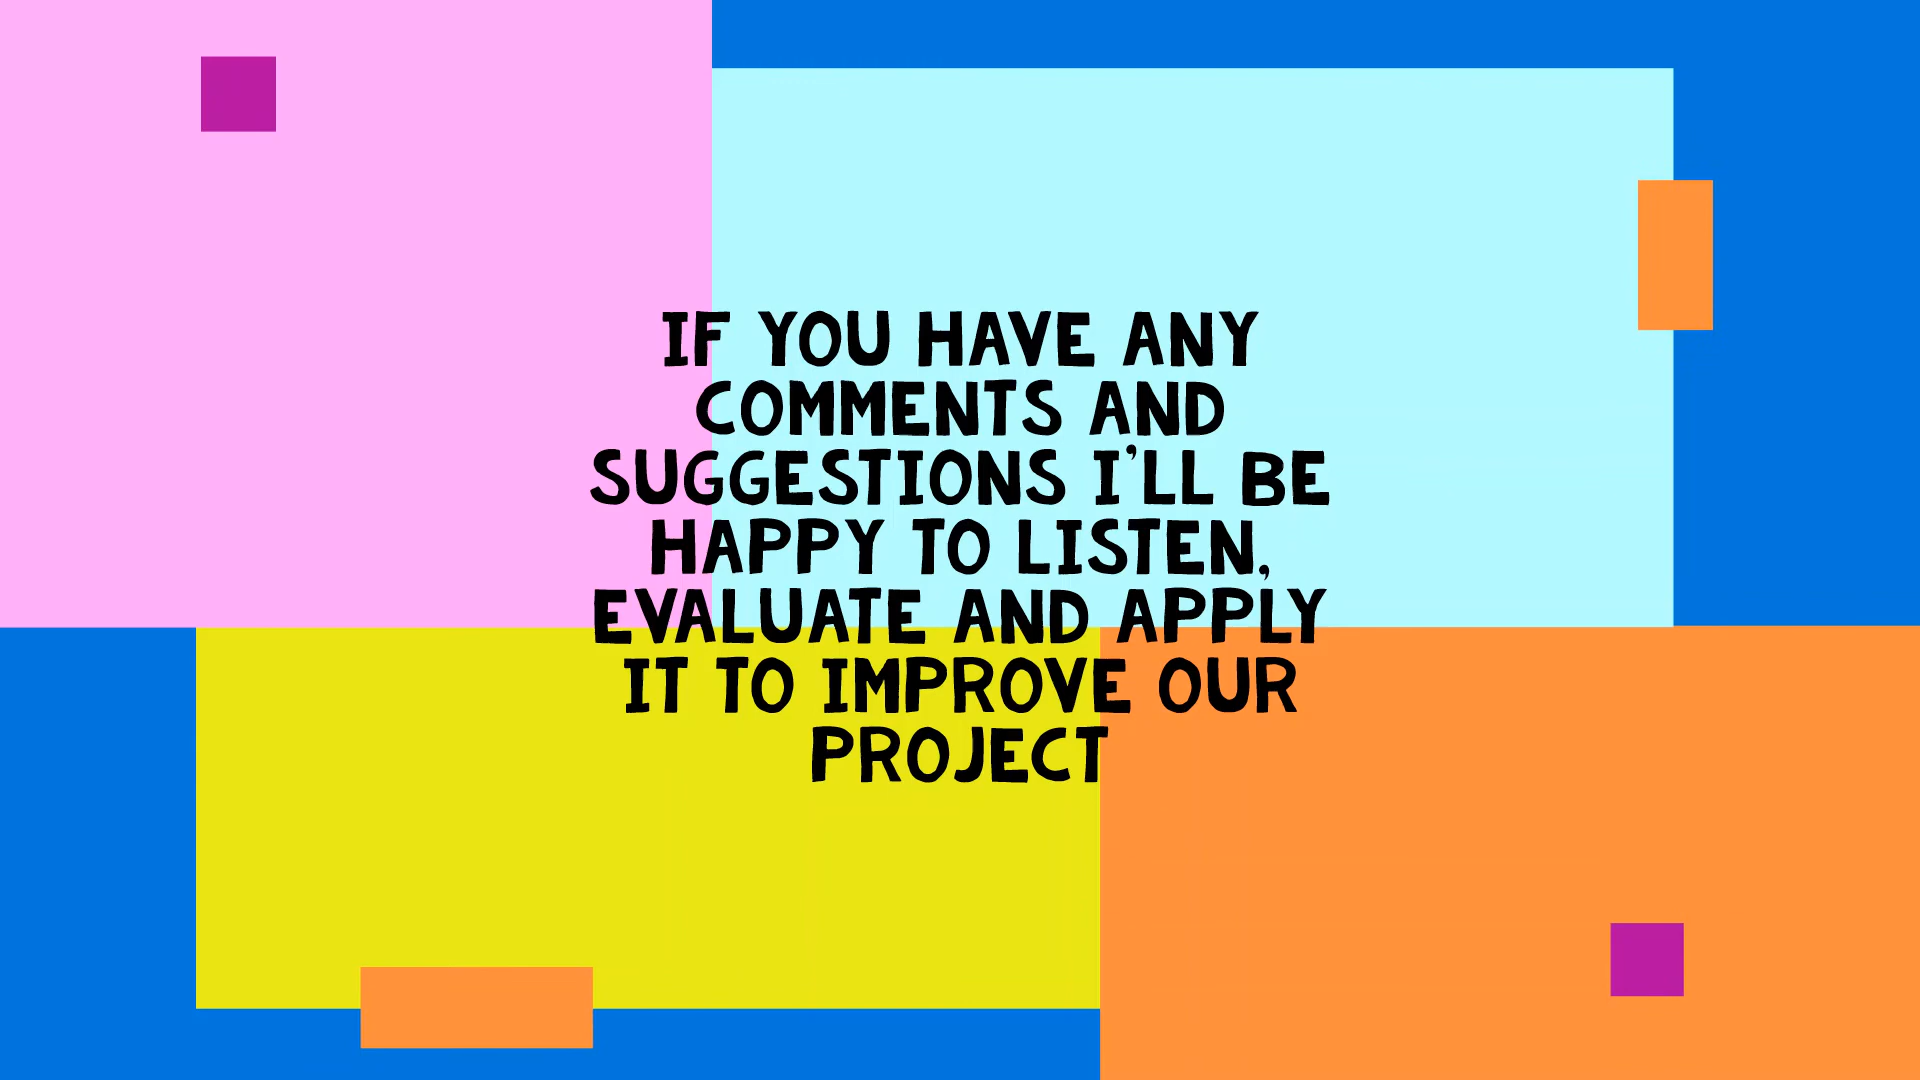 IF YOU HAVE ANY
COMMENTS AND
SUGGESTIONS I'LL BE
HAPPY TO LISTEN,
EVALUATE AND APPLY
IT TO IMPROVE OUR
PROJECT